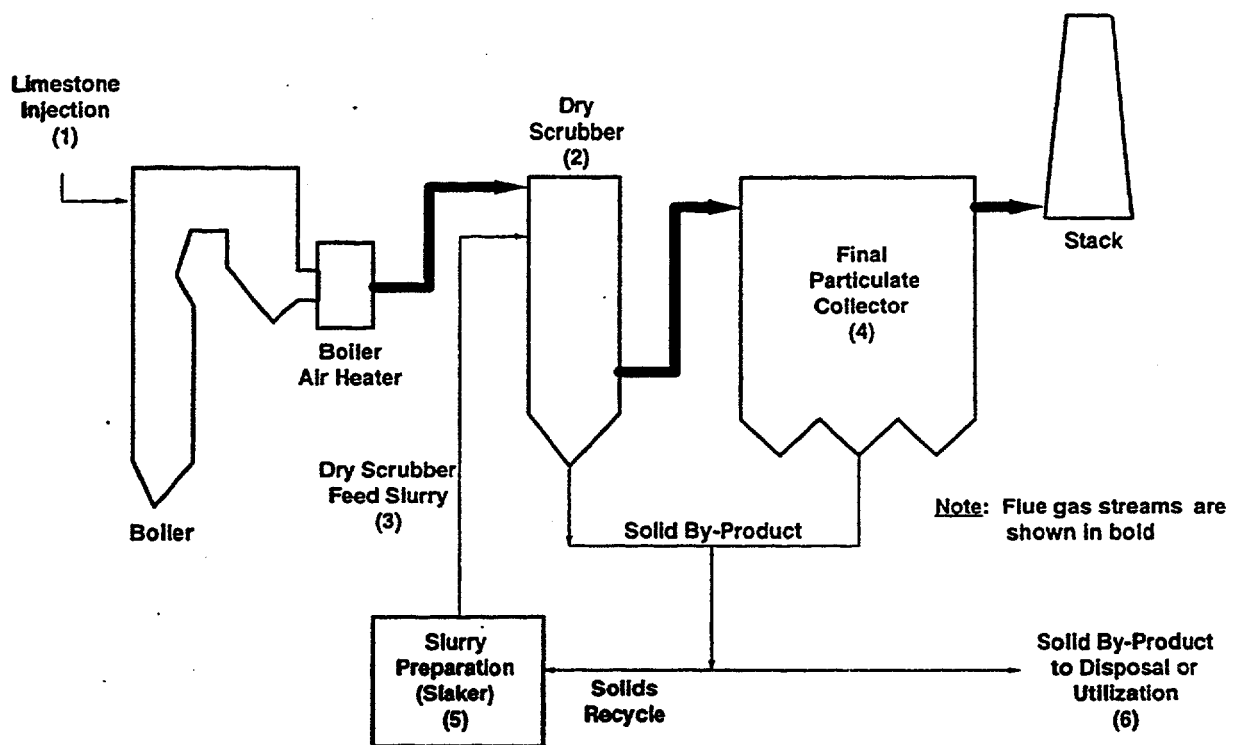 Limestone
Injection
(1)
Dry
Scrubber
(2)
Stack
Final
Particulate
Collector
(4)
Boiler
Air Heater
Dry Scrubber
Feed Slurry
(3)
Boiler
Note: Flue gas streams are
shown in bold
Solid By-Product
Slurry
Preparation
(Slaker)
(5)
Solids
Recycle
Solid By-Product
to Disposal or
Utilization
(6)